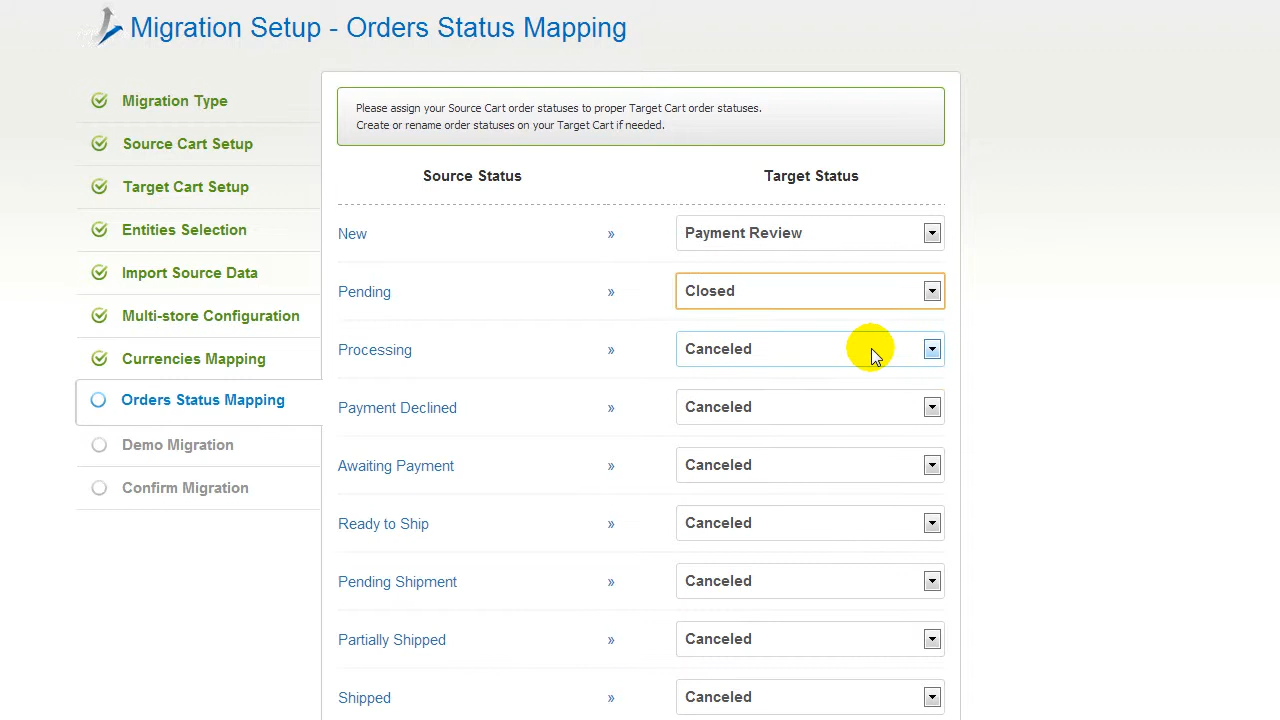 Migration Setup - Orders Status Mapping
Migration Type
Source Cart Setup
Target Cart Setup
Entities Selection
Import Source Data
Multi-store Configuration
Currencies Mapping
Orders Status Mapping
Demo Migration
Confirm Migration
Please assign your Source Cart order statuses to proper Target Cart order statuses.
Create or rename order statuses on your Target Cart if needed.
Source Status Target Status
New » Payment Review
Pending » Closed
Processing » Canceled
Payment Declined » Canceled
Awaiting Payment » Canceled
Ready to Ship » Canceled
Pending Shipment » Canceled
Partially Shipped » Canceled
Shipped » Canceled